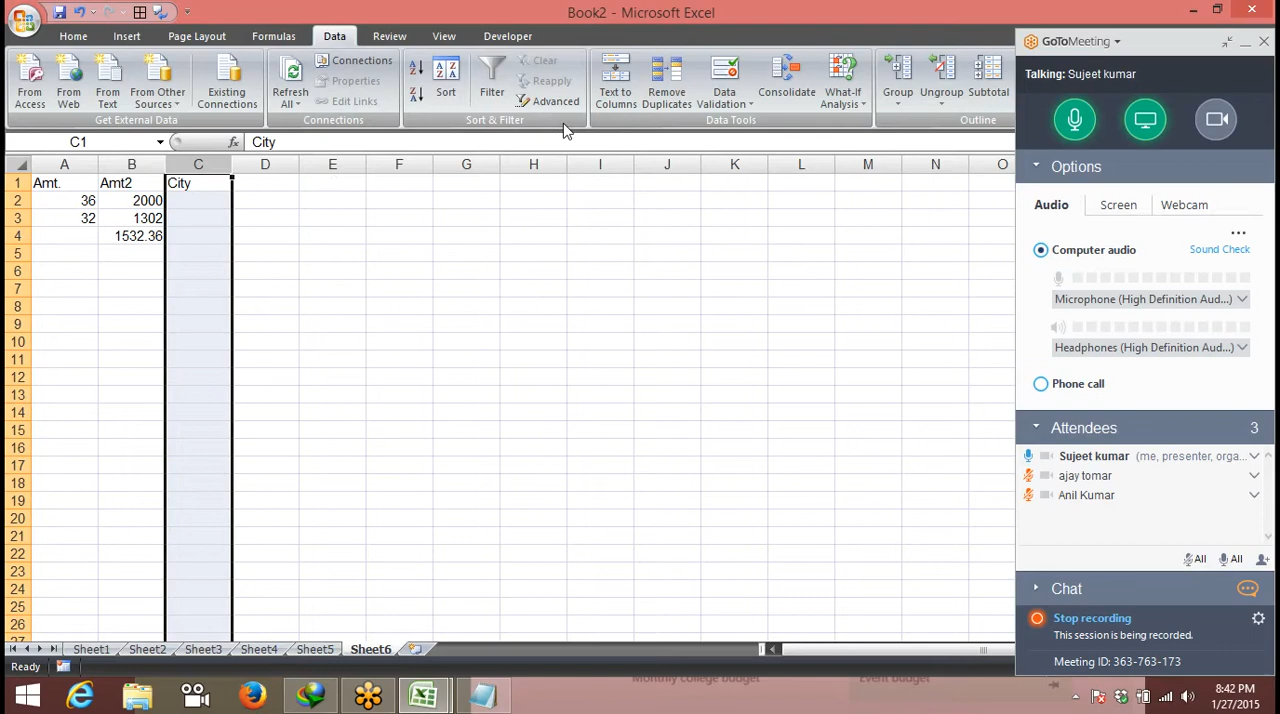 Book2 - Microsoft Excel
Home Insert Page Layout Formulas Data Review View Developer
From Access
From Web
From Text
From Other Sources
Existing Connections
Get External Data
Refresh All
Connections
Properties
Edit Links
Connections
Sort
Filter
Clear
Reapply
Advanced
Sort & Filter
Text to Columns
Remove Duplicates
Data Validation
Consolidate
What-If Analysis
Data Tools
Group
Ungroup
Subtotal
Outline
C1 fx City
A B C D E F G H I J K L M N O
1 Amt. Amt2 City
2 36 2000
3 32 1302
4 1532.36
5
6
7
8
9
10
11
12
13
14
15
16
17
18
19
20
21
22
23
24
25
26
27
Sheet1 Sheet2 Sheet3 Sheet4 Sheet5 Sheet6
Ready
GoToMeeting
Talking: Sujeet kumar
Options
Audio Screen Webcam
Computer audio Sound Check
Microphone (High Definition Aud...)
Headphones (High Definition Aud...)
Phone call
Attendees 3
Sujeet kumar (me, presenter, orga...
ajay tomar
Anil Kumar
All All
Chat
Stop recording
This session is being recorded.
Meeting ID: 363-763-173
Monthly college budget Event budget
8:42 PM
1/27/2015